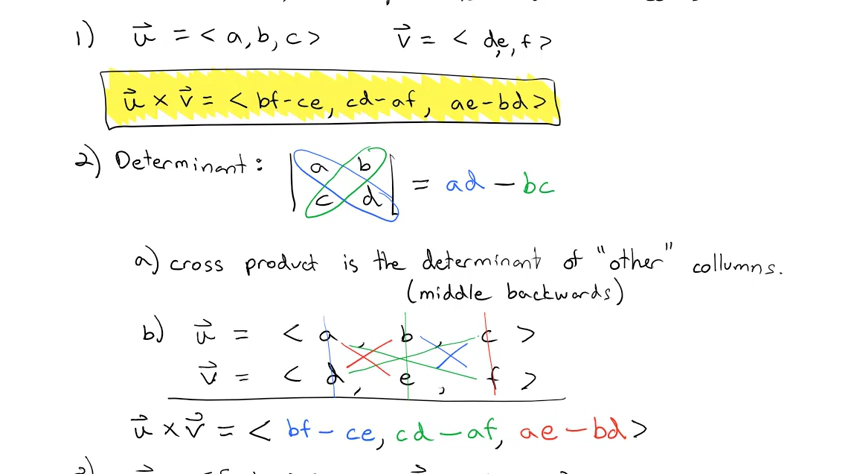 1) u⃗ = < a, b, c > v⃗ = < d, e, f >
u⃗ × v⃗ = < bf - ce, cd - af, ae - bd >
2) Determinant: | a b | = ad - bc
| c d |
a) cross product is the determinant of "other" collumns.
(middle backwards)
b) u⃗ = < a, b, c >
v⃗ = < d, e, f >
u⃗ × v⃗ = < bf - ce, cd - af, ae - bd >